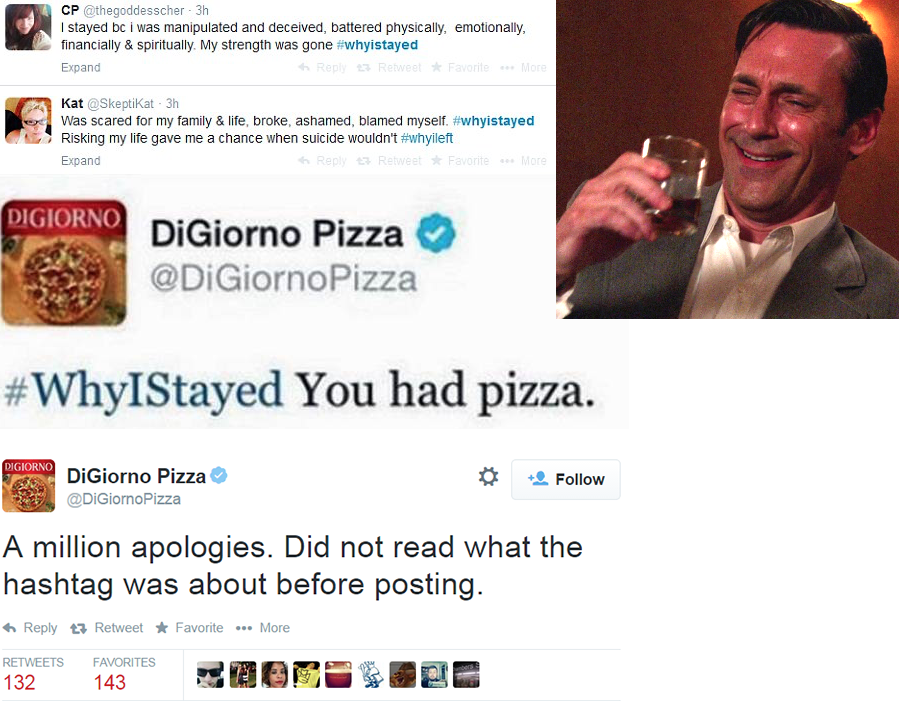 CP @thegoddesscher · 3h
I stayed bc i was manipulated and deceived, battered physically, emotionally,
financially & spiritually. My strength was gone #whyistayed
Expand
Reply Retweet Favorite More
Kat @SkeptiKat · 3h
Was scared for my family & life, broke, ashamed, blamed myself. #whyistayed
Risking my life gave me a chance when suicide wouldn't #whyileft
Expand
Reply Retweet Favorite More
DIGIORNO
DiGiorno Pizza
@DiGiornoPizza
#WhyIStayed You had pizza.
DIGIORNO
DiGiorno Pizza
@DiGiornoPizza
Follow
A million apologies. Did not read what the
hashtag was about before posting.
Reply Retweet Favorite More
RETWEETS FAVORITES
132 143